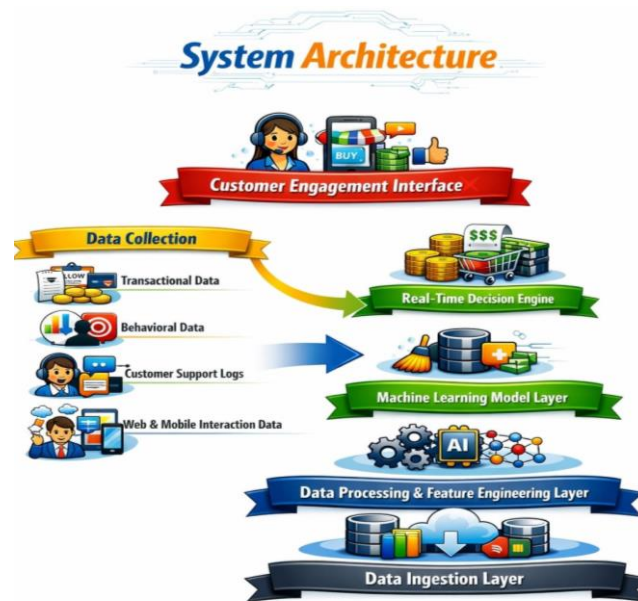 System Architecture
BUY
Customer Engagement Interface
Data Collection
Transactional Data
Behavioral Data
Customer Support Logs
Web & Mobile Interaction Data
$$$
Real-Time Decision Engine
Machine Learning Model Layer
AI
Data Processing & Feature Engineering Layer
Data Ingestion Layer